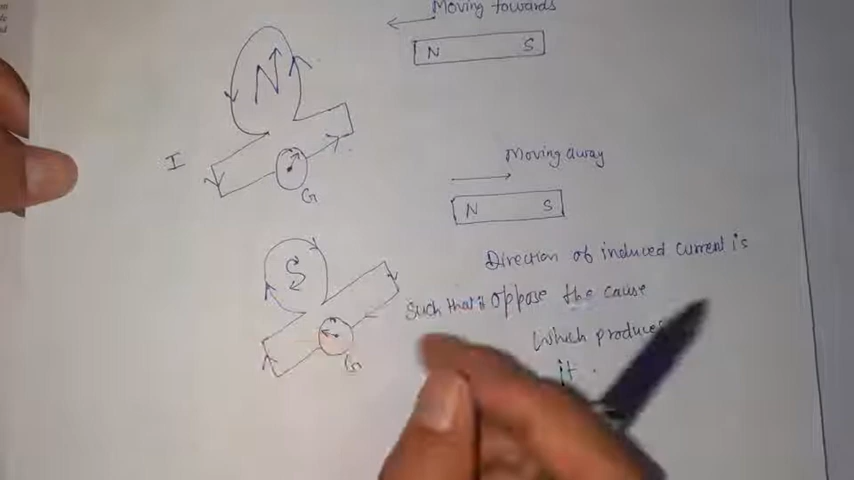 Moving towards
N S
N
I
G
Moving away
N S
S
Direction of induced current is
Such that it oppose the cause
Which produces
it.
G